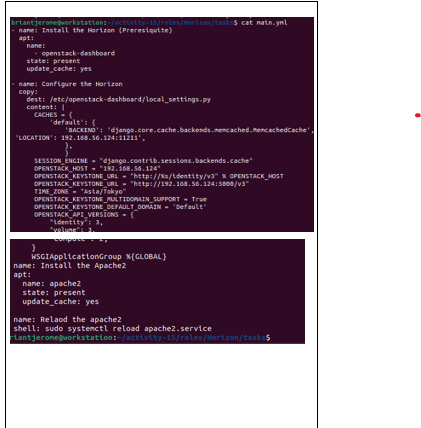 briantjerome@workstation:~/activity-15/roles/Horizon/tasks$ cat main.yml
- name: Install the Horizon (Preresiquite)
apt:
name:
- openstack-dashboard
state: present
update_cache: yes
- name: Configure the Horizon
copy:
dest: /etc/openstack-dashboard/local_settings.py
content: |
CACHES = {
'default': {
'BACKEND': 'django.core.cache.backends.memcached.MemcachedCache',
'LOCATION': 192.168.56.124:11211',
},
}
SESSION_ENGINE = "django.contrib.sessions.backends.cache"
OPENSTACK_HOST = "192.168.56.124"
OPENSTACK_KEYSTONE_URL = "http://%s/identity/v3" % OPENSTACK_HOST
OPENSTACK_KEYSTONE_URL = "http://192.168.56.124:5000/v3"
TIME_ZONE = "Asia/Tokyo"
OPENSTACK_KEYSTONE_MULTIDOMAIN_SUPPORT = True
OPENSTACK_KEYSTONE_DEFAULT_DOMAIN = 'Default'
OPENSTACK_API_VERSIONS = {
"identity": 3,
"volume": 3,
"compute": 2,
}
WSGIApplicationGroup %{GLOBAL}
name: Install the Apache2
apt:
name: apache2
state: present
update_cache: yes
name: Relaod the apache2
shell: sudo systemctl reload apache2.service
riantjerome@workstation:~/activity-15/roles/Horizon/tasks$